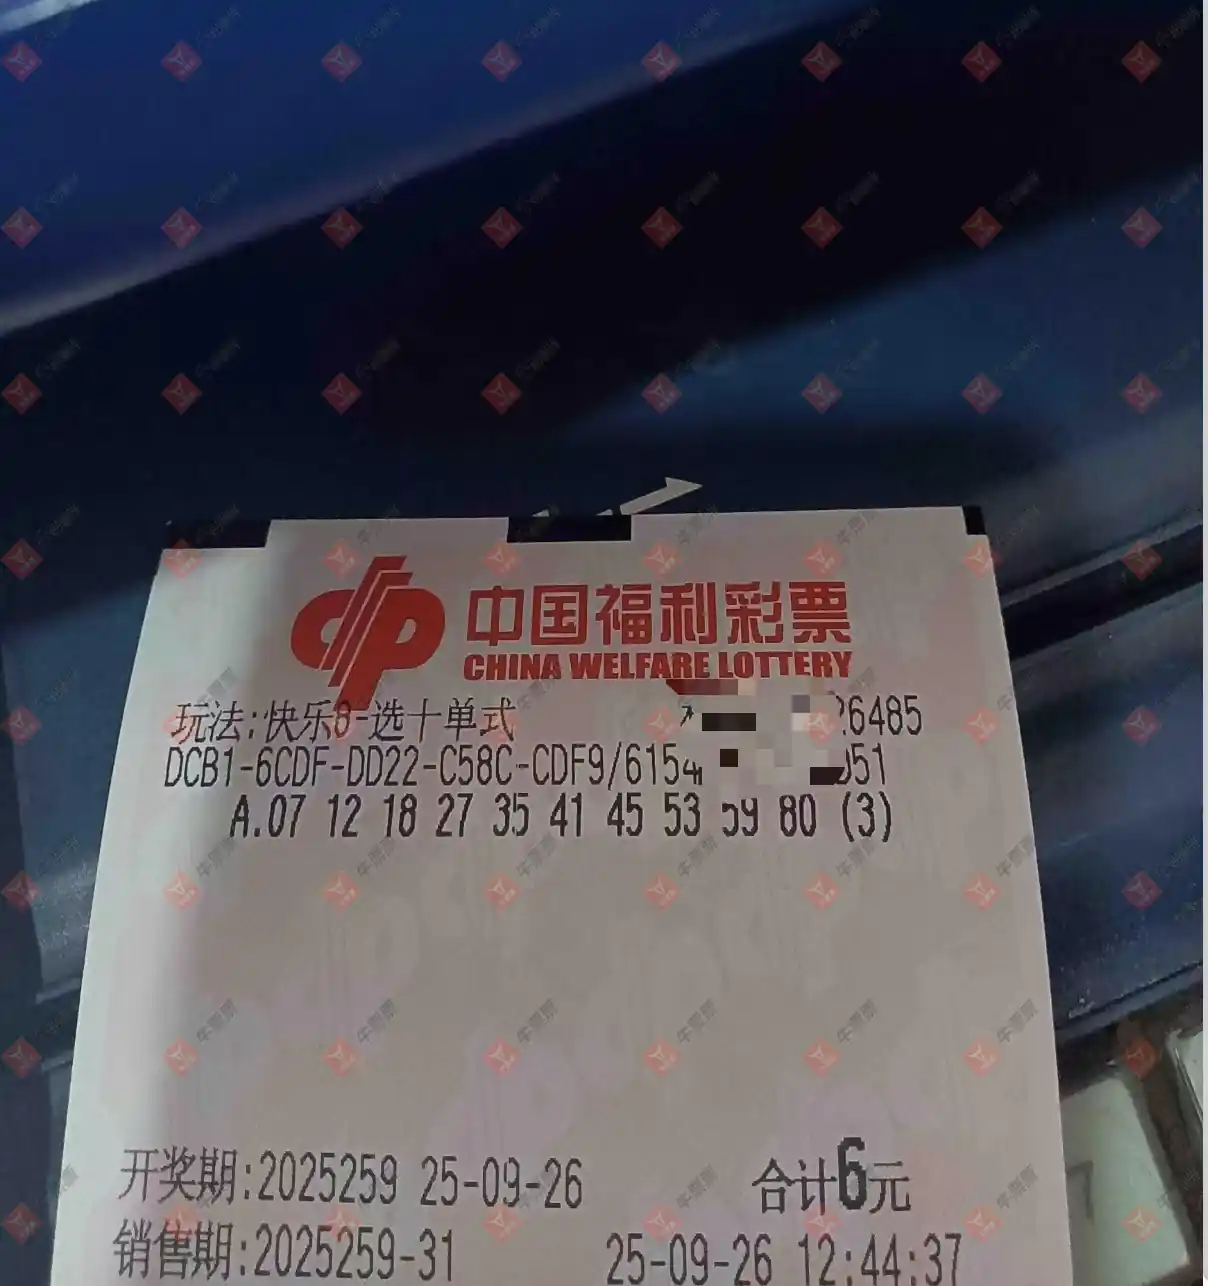 中国福利彩票
CHINA WELFARE LOTTERY
玩法:快乐8-选十单式 26485
DCB1-6CDF-DD22-C58C-CDF9/6154 051
A.07 12 18 27 35 41 45 53 59 80 (3)
开奖期:2025259 25-09-26 合计6元
销售期:2025259-31 25-09-26 12:44:37